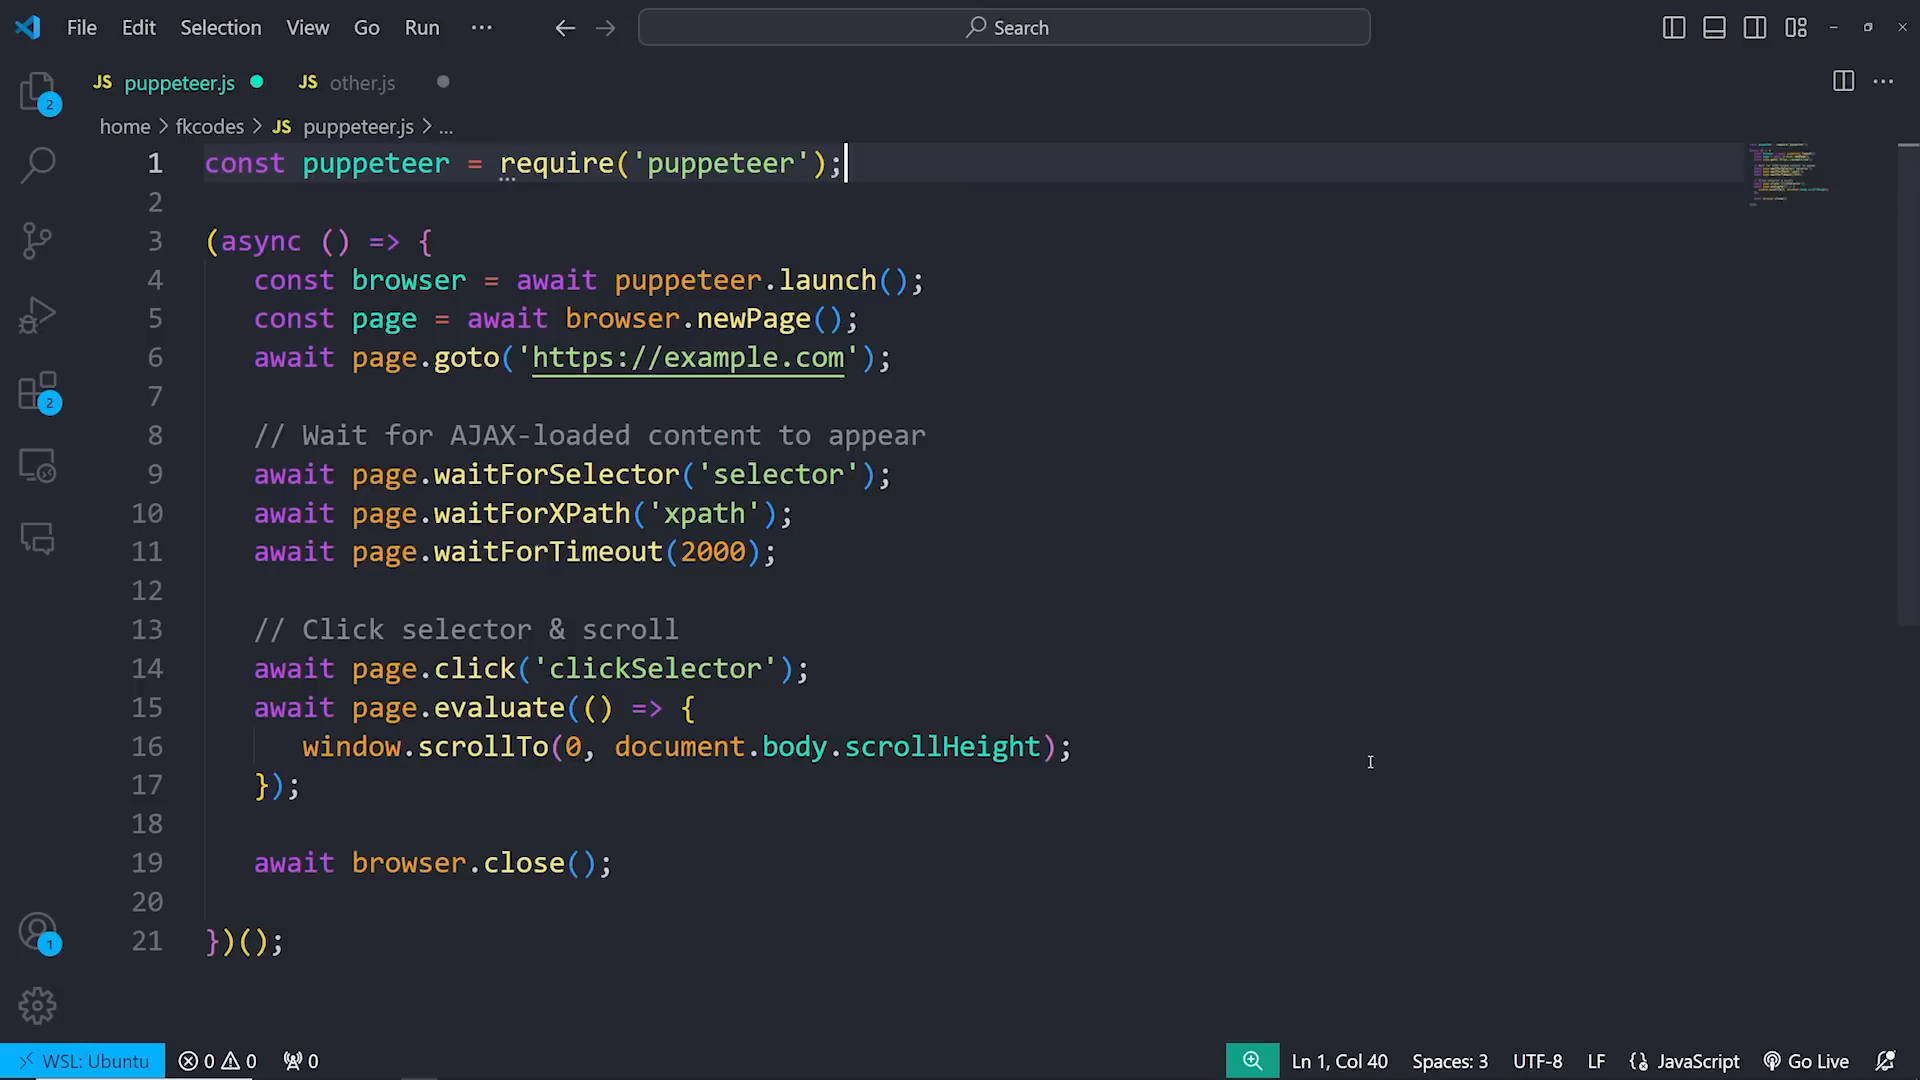 File Edit Selection View Go Run ···
Search
JS puppeteer.js JS other.js
home > fkcodes > JS puppeteer.js > ...
1 const puppeteer = require('puppeteer');
2
3 (async () => {
4 const browser = await puppeteer.launch();
5 const page = await browser.newPage();
6 await page.goto('https://example.com');
7
8 // Wait for AJAX-loaded content to appear
9 await page.waitForSelector('selector');
10 await page.waitForXPath('xpath');
11 await page.waitForTimeout(2000);
12
13 // Click selector & scroll
14 await page.click('clickSelector');
15 await page.evaluate(() => {
16 window.scrollTo(0, document.body.scrollHeight);
17 });
18
19 await browser.close();
20
21 })();
2
2
1
WSL: Ubuntu 0 0 0 Ln 1, Col 40 Spaces: 3 UTF-8 LF {} JavaScript Go Live